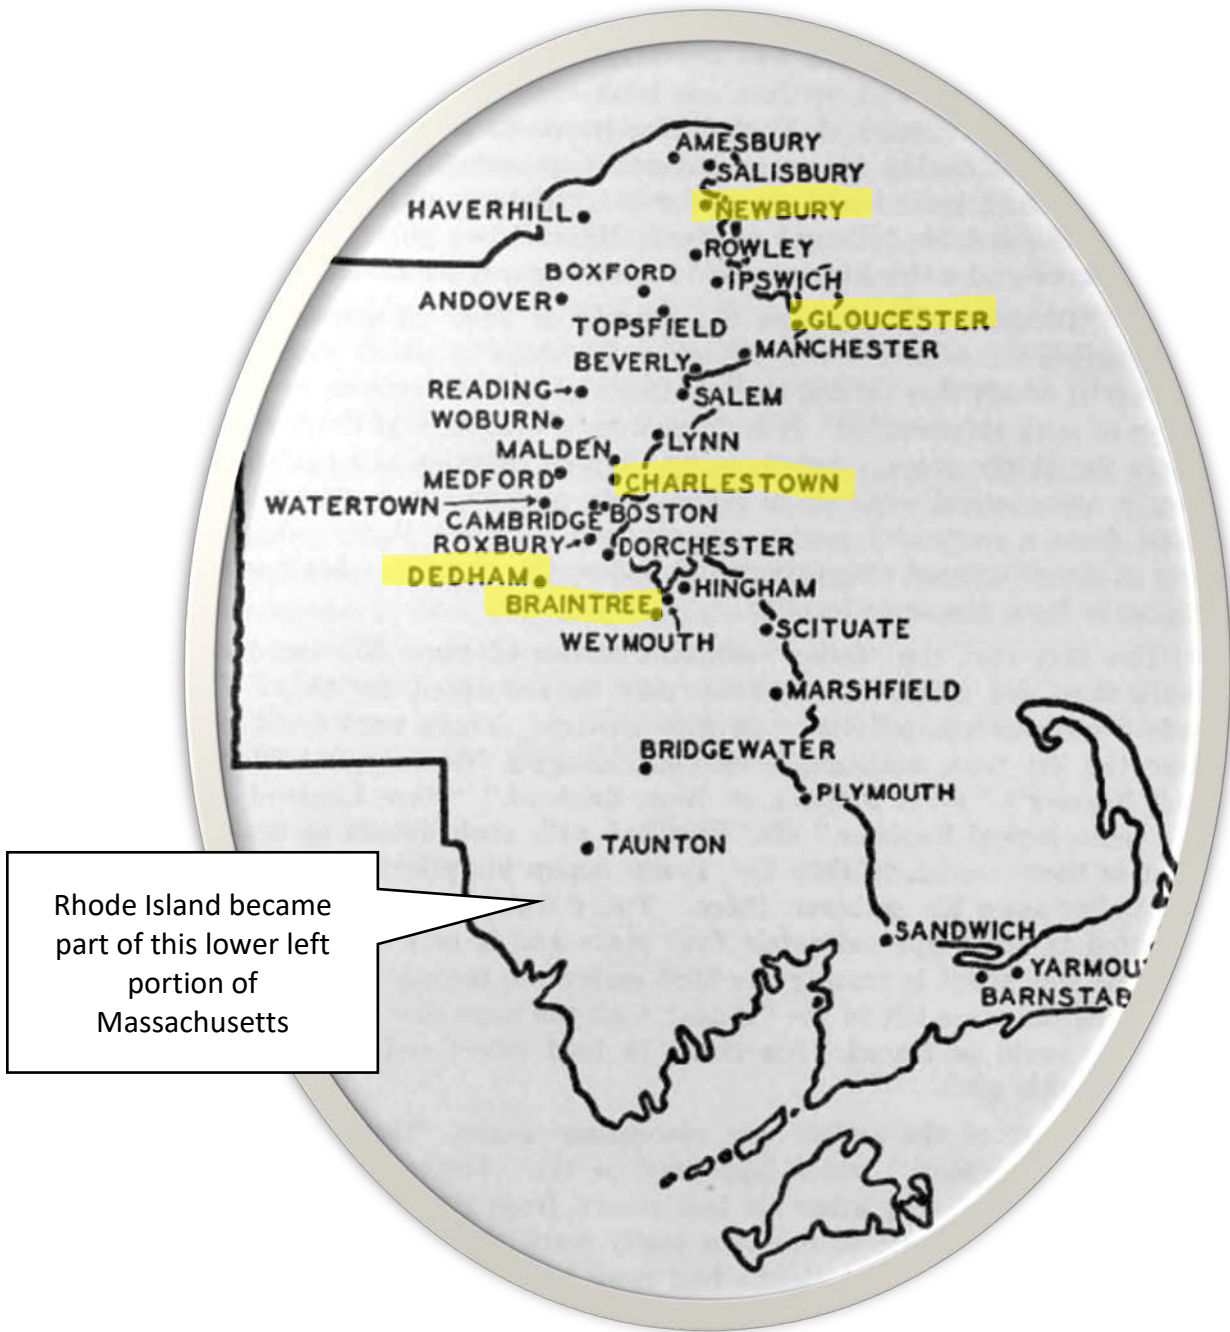 AMESBURY
SALISBURY
NEWBURY
HAVERHILL
ROWLEY
BOXFORD
IPSWICH
ANDOVER
GLOUCESTER
TOPSFIELD
MANCHESTER
BEVERLY
READING
SALEM
WOBURN
LYNN
MALDEN
MEDFORD
CHARLESTOWN
WATERTOWN
CAMBRIDGE
BOSTON
ROXBURY
DORCHESTER
DEDHAM
HINGHAM
BRAINTREE
WEYMOUTH
SCITUATE
MARSHFIELD
BRIDGEWATER
PLYMOUTH
TAUNTON
Rhode Island became
part of this lower left
portion of
Massachusetts
SANDWICH
YARMOU
BARNSTAB